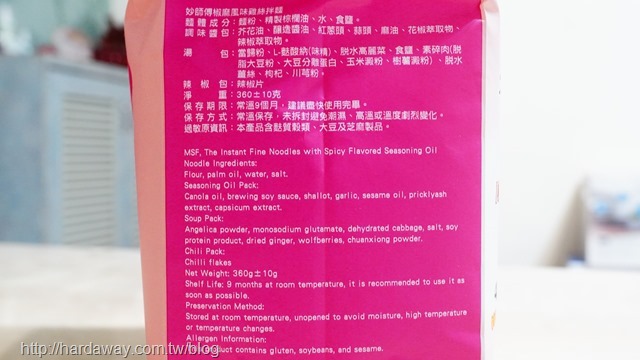 妙師傅椒麻風味雞絲拌麵
麵體成分：麵粉、精製棕櫚油、水、食鹽。
調味醬包：芥花油、釀造醬油、紅蔥頭、蒜頭、麻油、花椒萃取物、
辣椒萃取物。
湯　　包：當歸粉、L-麩酸鈉(味精)、脫水高麗菜、食鹽、素碎肉(脫
脂大豆粉、大豆分離蛋白、玉米澱粉、樹薯澱粉)、脫水
薑絲、枸杞、川芎粉。
辣椒包：辣椒片
淨　　重：360±10克
保存期限：常溫9個月，建議盡快使用完畢。
保存方式：常溫保存，未拆封避免潮濕、高溫或溫度劇烈變化。
過敏原資訊：本產品含麩質穀類、大豆及芝麻製品。
MSF, The Instant Fine Noodles with Spicy Flavored Seasoning Oil
Noodle Ingredients:
Flour, palm oil, water, salt.
Seasoning Oil Pack:
Canola oil, brewing soy sauce, shallot, garlic, sesame oil, pricklyash
extract, capsicum extract.
Soup Pack:
Angelica powder, monosodium glutamate, dehydrated cabbage, salt, soy
protein product, dried ginger, wolfberries, chuanxiong powder.
Chili Pack:
Chilli flakes
Net Weight: 360g±10g
Shelf Life: 9 months at room temperature, it is recommended to use it as
soon as possible.
Preservation Method:
Stored at room temperature, unopened to avoid moisture, high temperature
or temperature changes.
Allergen Information:
product contains gluten, soybeans, and sesame.
http://hardaway.com.tw/blog